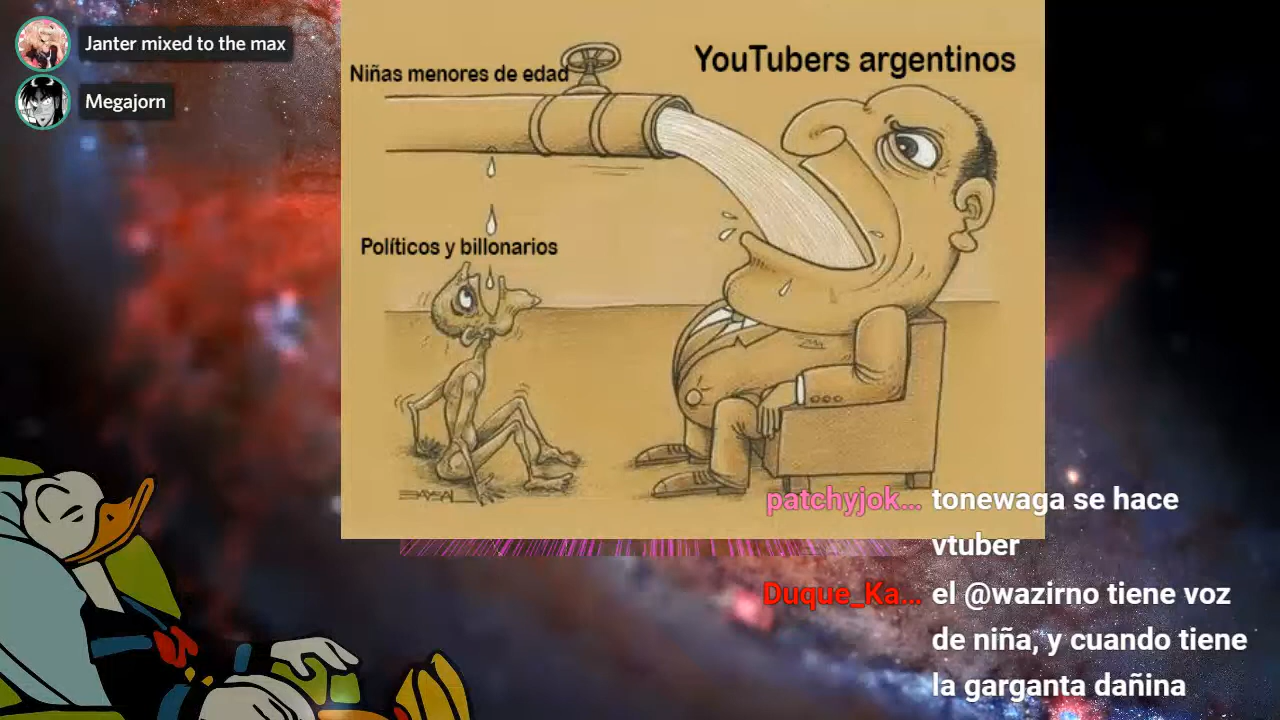 Janter mixed to the max
Megajorn
Niñas menores de edad
YouTubers argentinos
Políticos y billonarios
BAYSAL
patchyjok... tonewaga se hace
vtuber
Duque_Ka... el @wazirno tiene voz
de niña, y cuando tiene
la garganta dañina